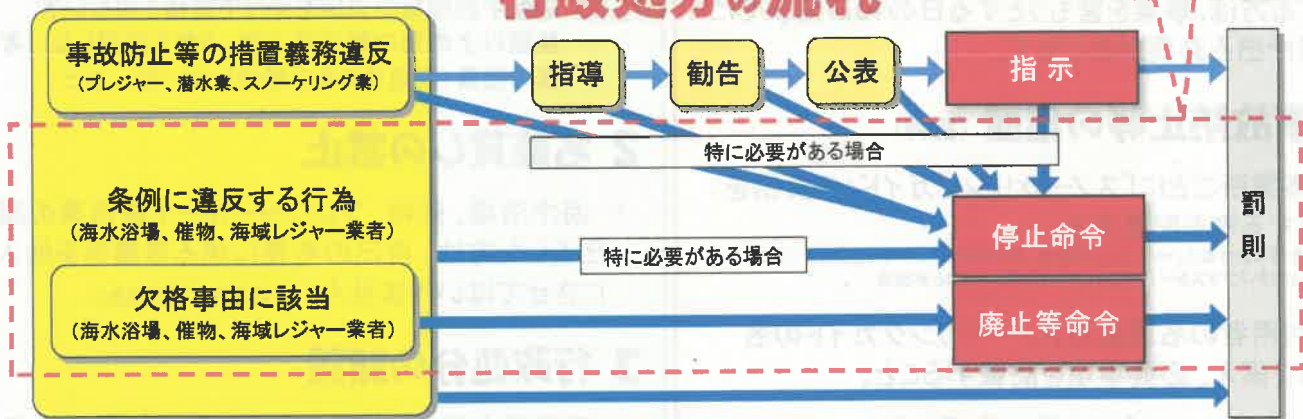 行政処分の流れ
事故防止等の措置義務違反
(プレジャー、潜水業、スノーケリング業)
指導
勧告
公表
指示
特に必要がある場合
条例に違反する行為
(海水浴場、催物、海域レジャー業者)
特に必要がある場合
停止命令
罰則
欠格事由に該当
(海水浴場、催物、海域レジャー業者)
廃止等命令